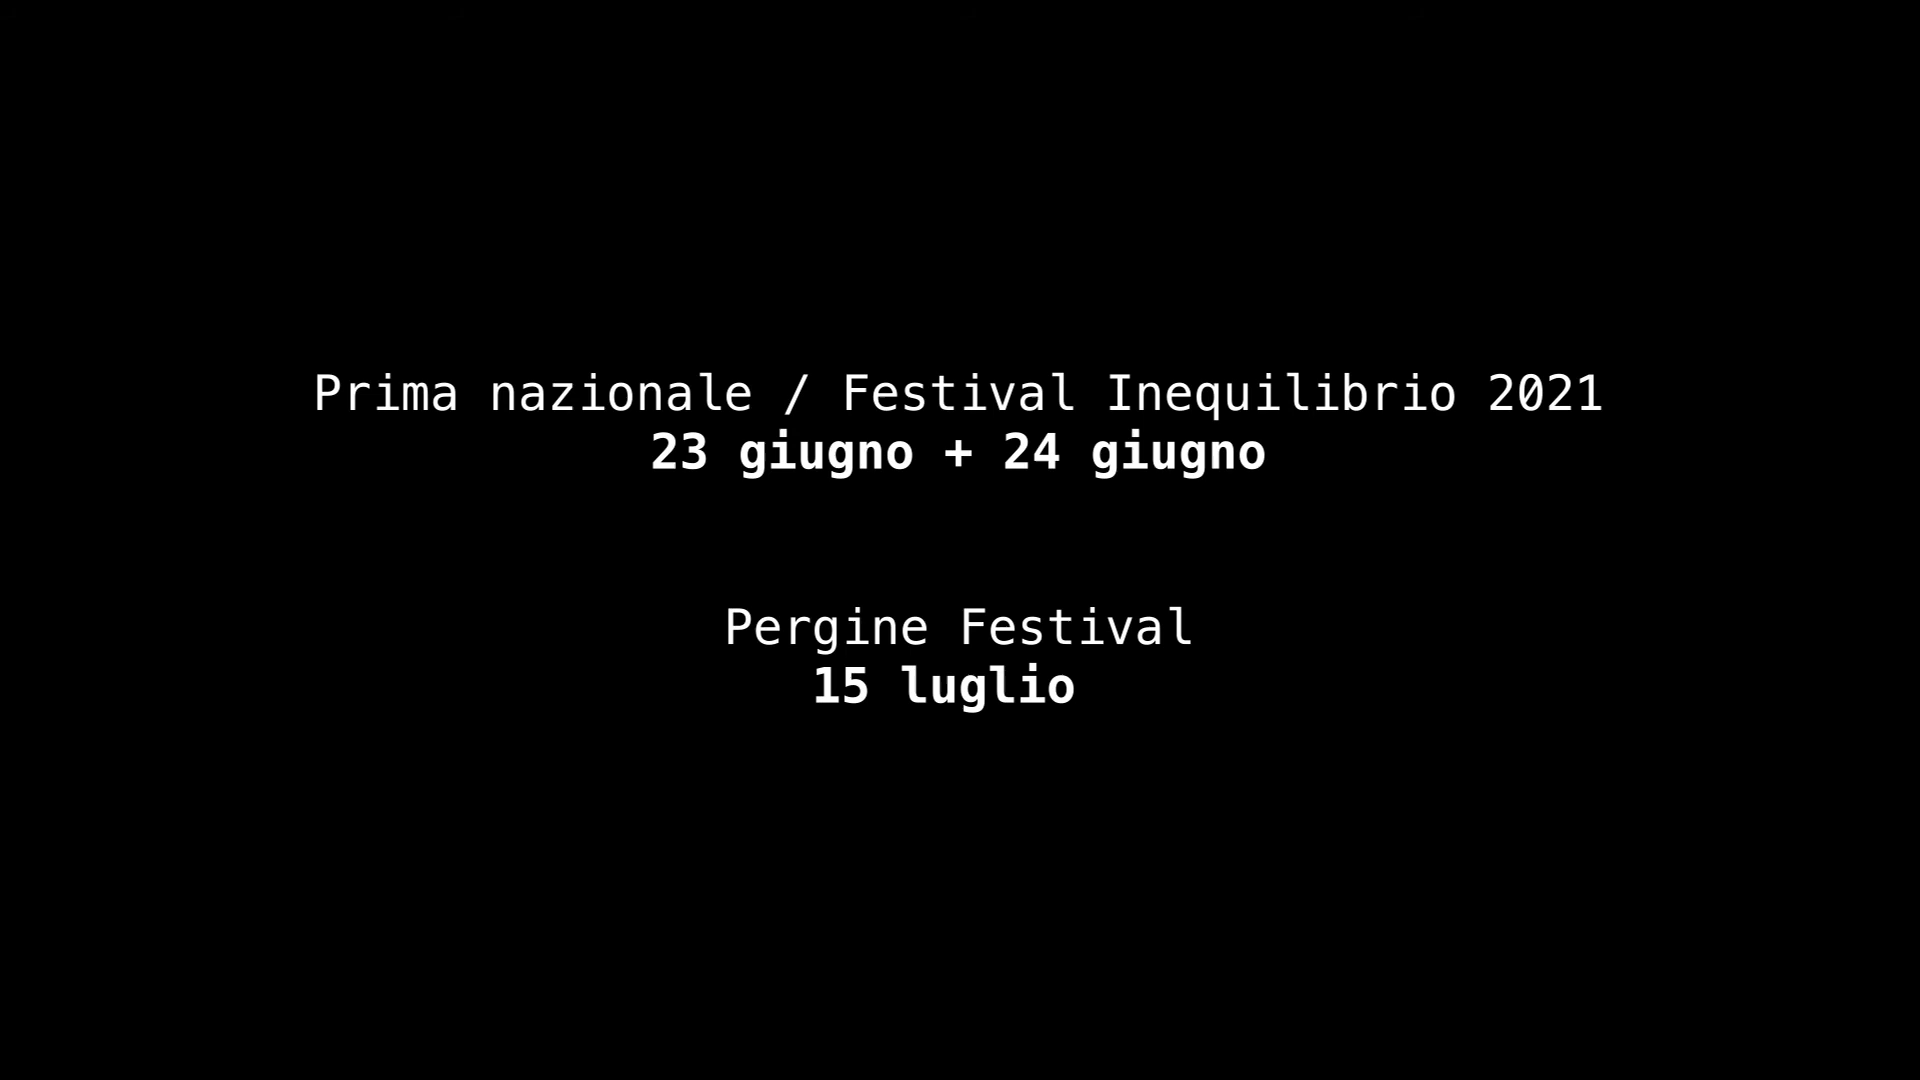 Prima nazionale / Festival Inequilibrio 2021
23 giugno + 24 giugno
Pergine Festival
15 luglio